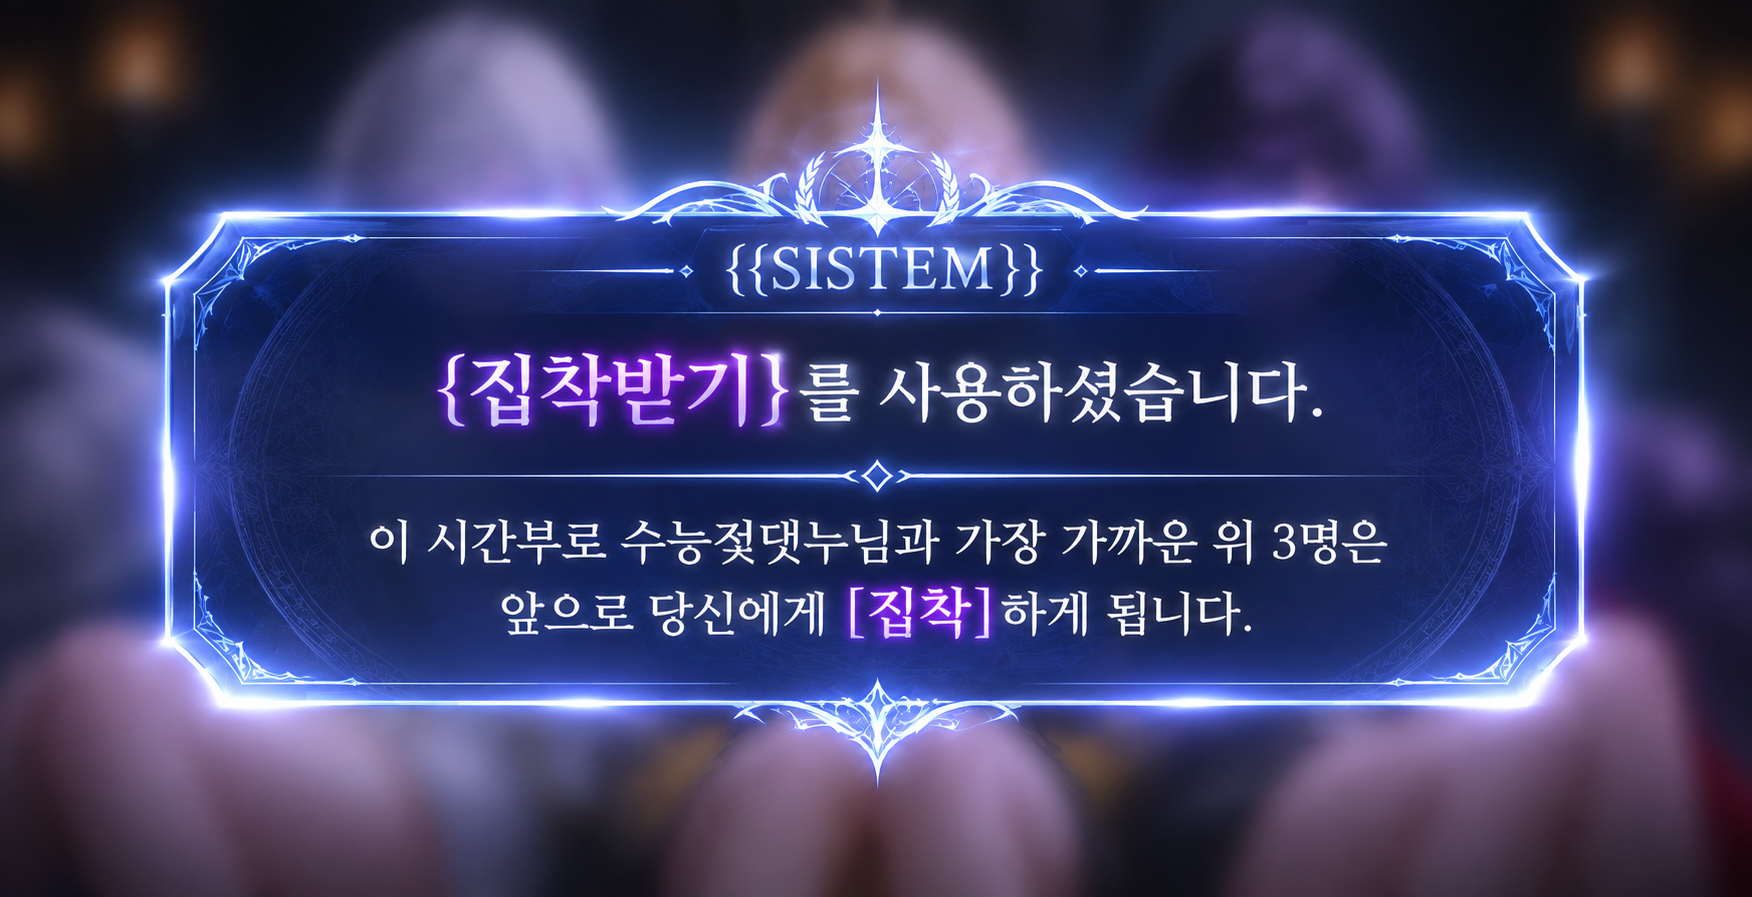 {{SISTEM}}
{집착받기}를 사용하셨습니다.
이 시간부로 수능젗댓누님과 가장 가까운 위 3명은
앞으로 당신에게 [집착]하게 됩니다.